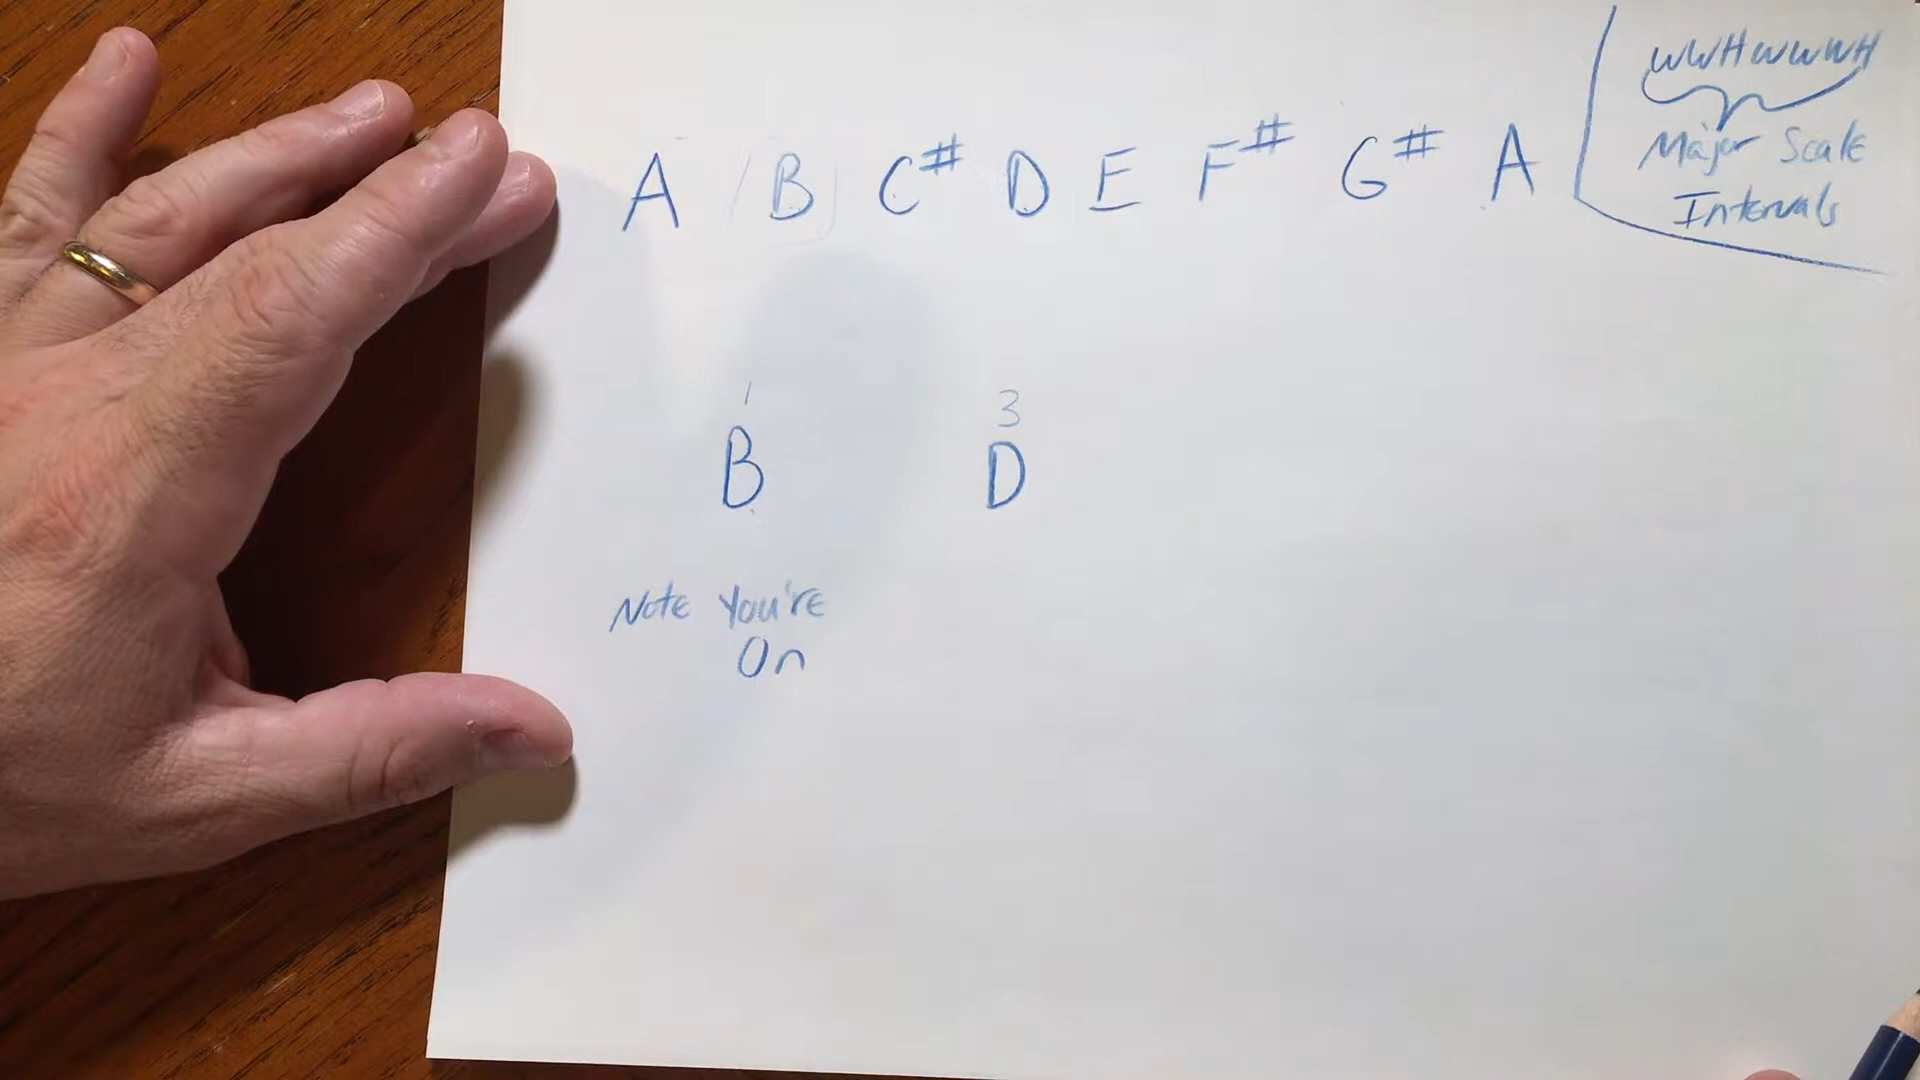 A B C# D E F# G# A
WWHWWWH
Major Scale
Intervals
1 3
B D
Note You're
On